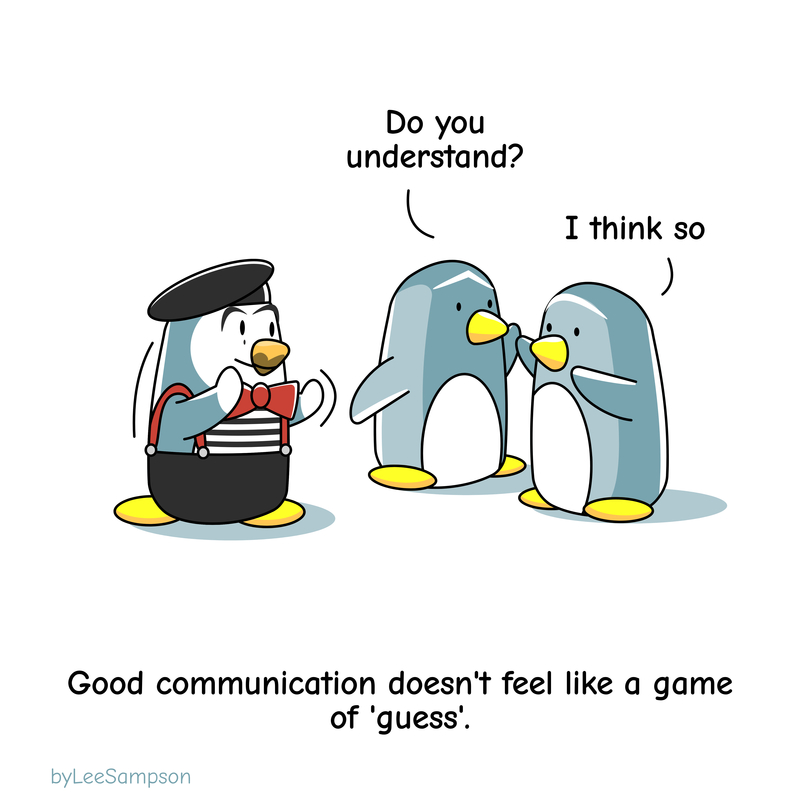 Do you
understand?
I think so
Good communication doesn't feel like a game
of 'guess'.
byLeeSampson